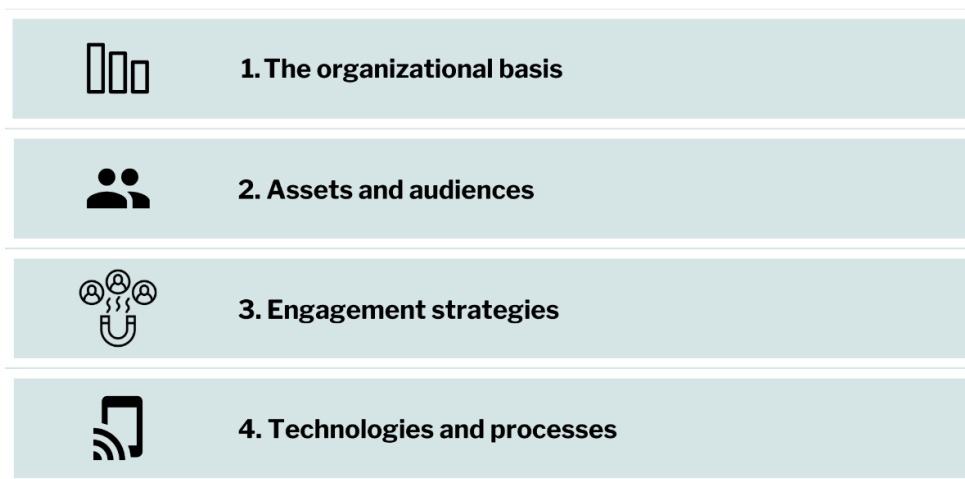 1. The organizational basis
2. Assets and audiences
3. Engagement strategies
4. Technologies and processes